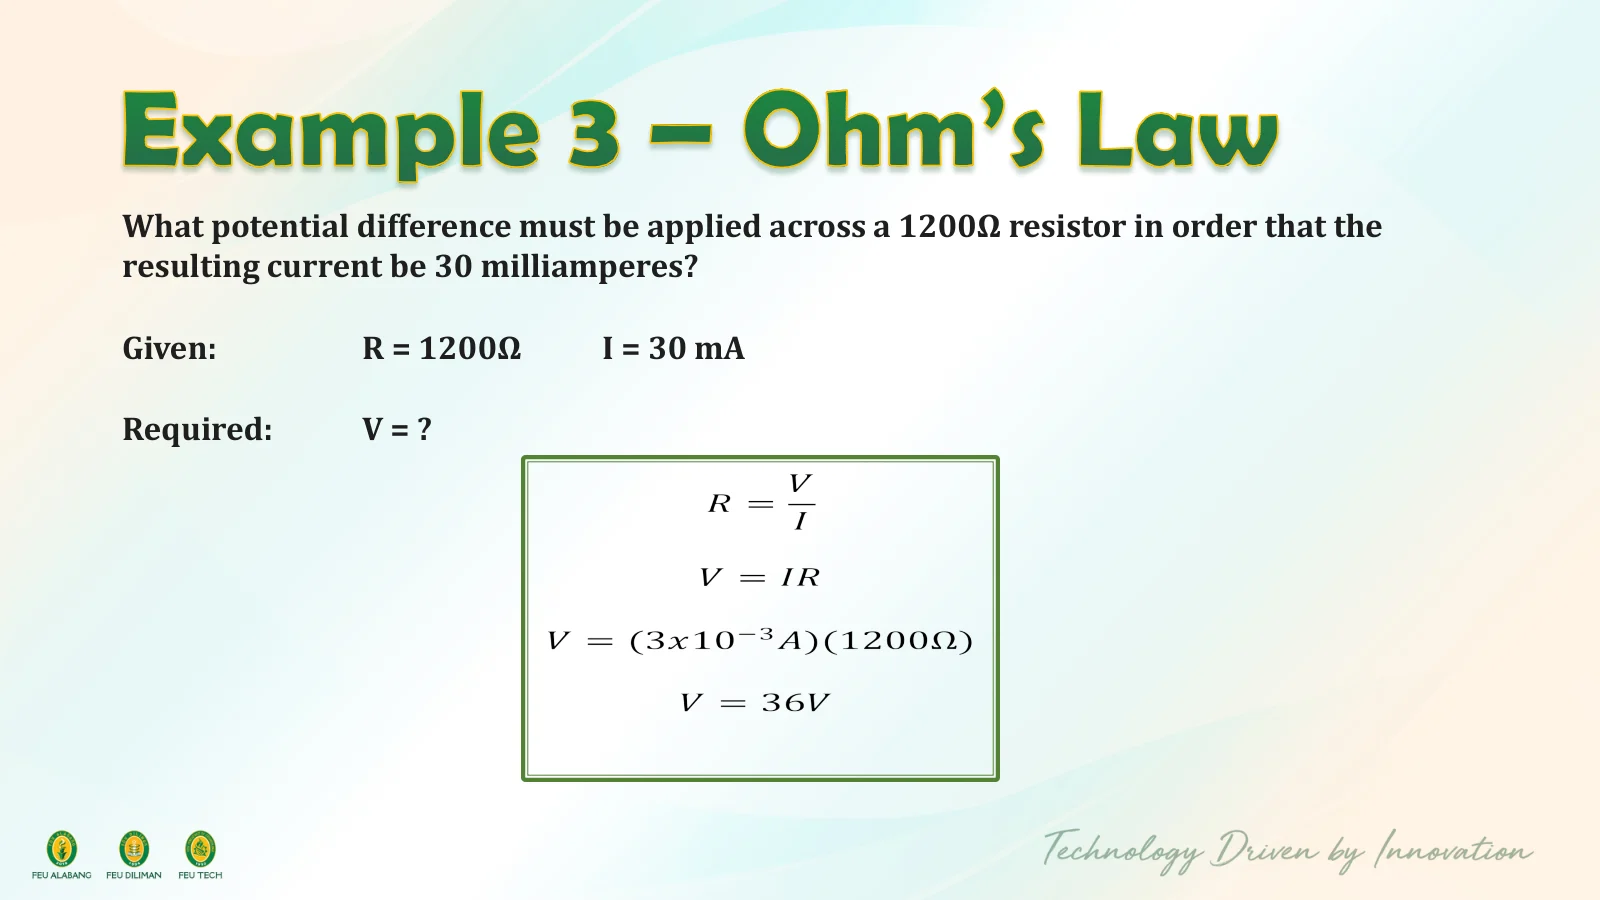 Example 3 – Ohm's Law
What potential difference must be applied across a 1200Ω resistor in order that the
resulting current be 30 milliamperes?
Given: R = 1200Ω I = 30 mA
Required: V = ?
R = V/I
V = IR
V = (3x10⁻³A)(1200Ω)
V = 36V
FEU ALABANG FEU DILIMAN FEU TECH
Technology Driven by Innovation